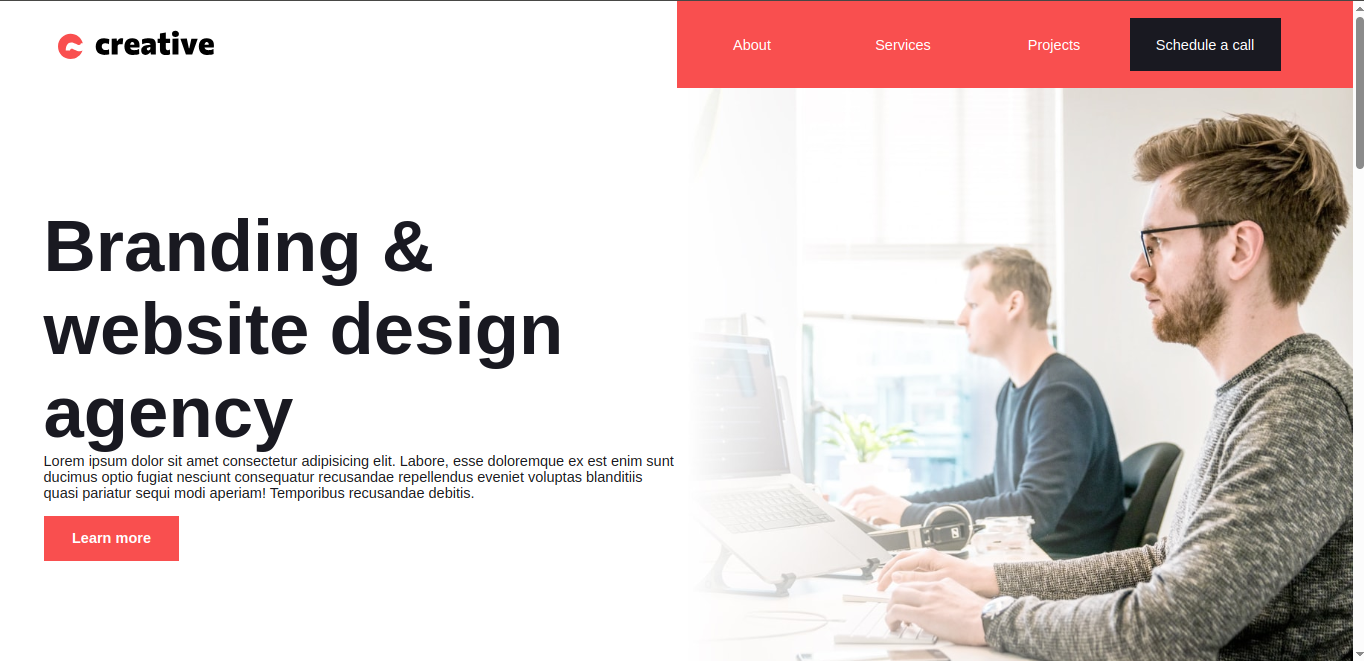 creative
About
Services
Projects
Schedule a call
Branding &
website design
agency
Lorem ipsum dolor sit amet consectetur adipisicing elit. Labore, esse doloremque ex est enim sunt
ducimus optio fugiat nesciunt consequatur recusandae repellendus eveniet voluptas blanditiis
quasi pariatur sequi modi aperiam! Temporibus recusandae debitis.
Learn more